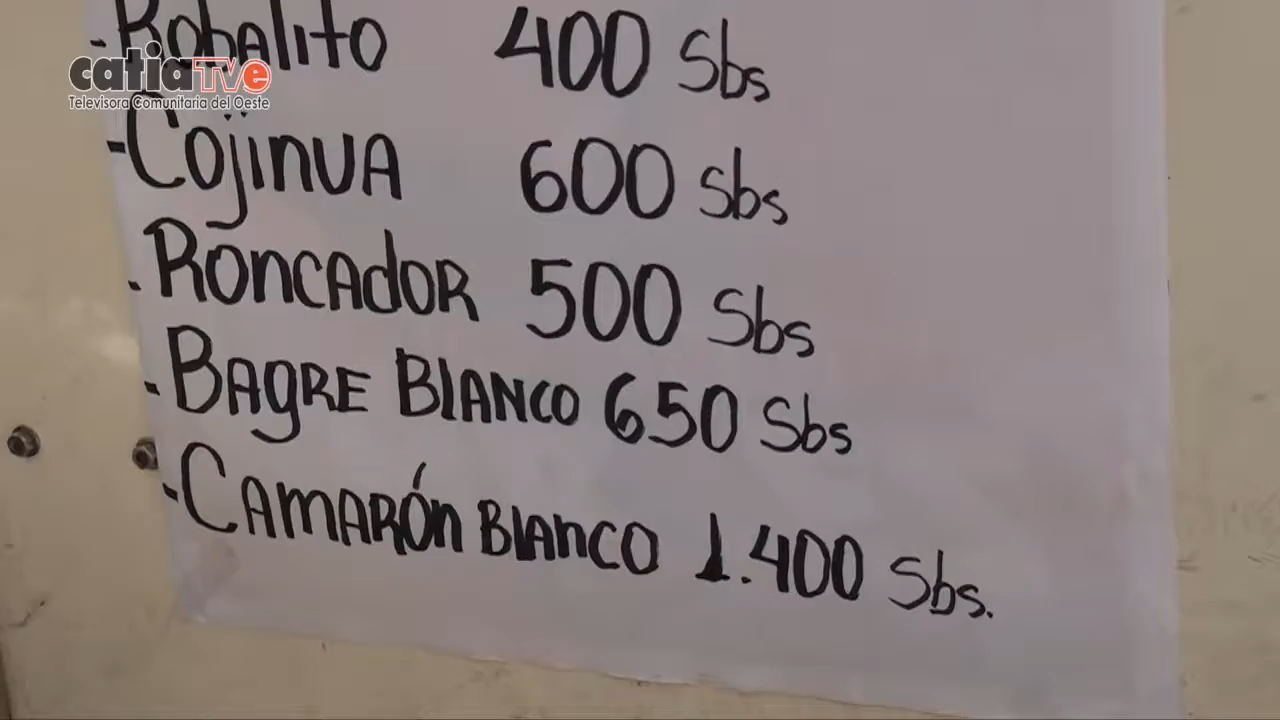 -Robalito 400 Sbs
catiatve
Televisora Comunitaria del Oeste
-Cojinua 600 Sbs
.Roncador 500 Sbs
.Bagre Blanco 650 Sbs
-Camarón Blanco 1.400 Sbs.